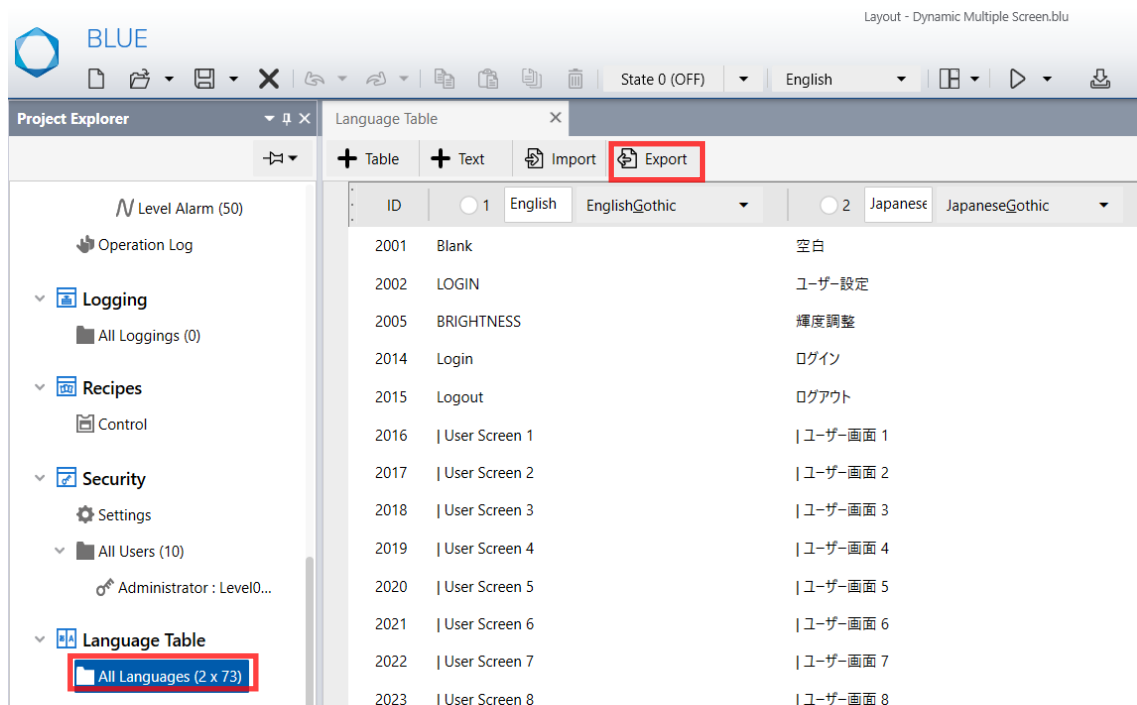 Layout - Dynamic Multiple Screen.blu
BLUE
State 0 (OFF) English
Project Explorer
Language Table
Table Text Import Export
Level Alarm (50)
Operation Log
Logging
All Loggings (0)
Recipes
Control
Security
Settings
All Users (10)
Administrator : Level0...
Language Table
All Languages (2 x 73)
ID 1 English EnglishGothic 2 Japanese JapaneseGothic
2001 Blank 空白
2002 LOGIN ユーザー設定
2005 BRIGHTNESS 輝度調整
2014 Login ログイン
2015 Logout ログアウト
2016 | User Screen 1 | ユーザー画面 1
2017 | User Screen 2 | ユーザー画面 2
2018 | User Screen 3 | ユーザー画面 3
2019 | User Screen 4 | ユーザー画面 4
2020 | User Screen 5 | ユーザー画面 5
2021 | User Screen 6 | ユーザー画面 6
2022 | User Screen 7 | ユーザー画面 7
2023 | User Screen 8 | ユーザー画面 8